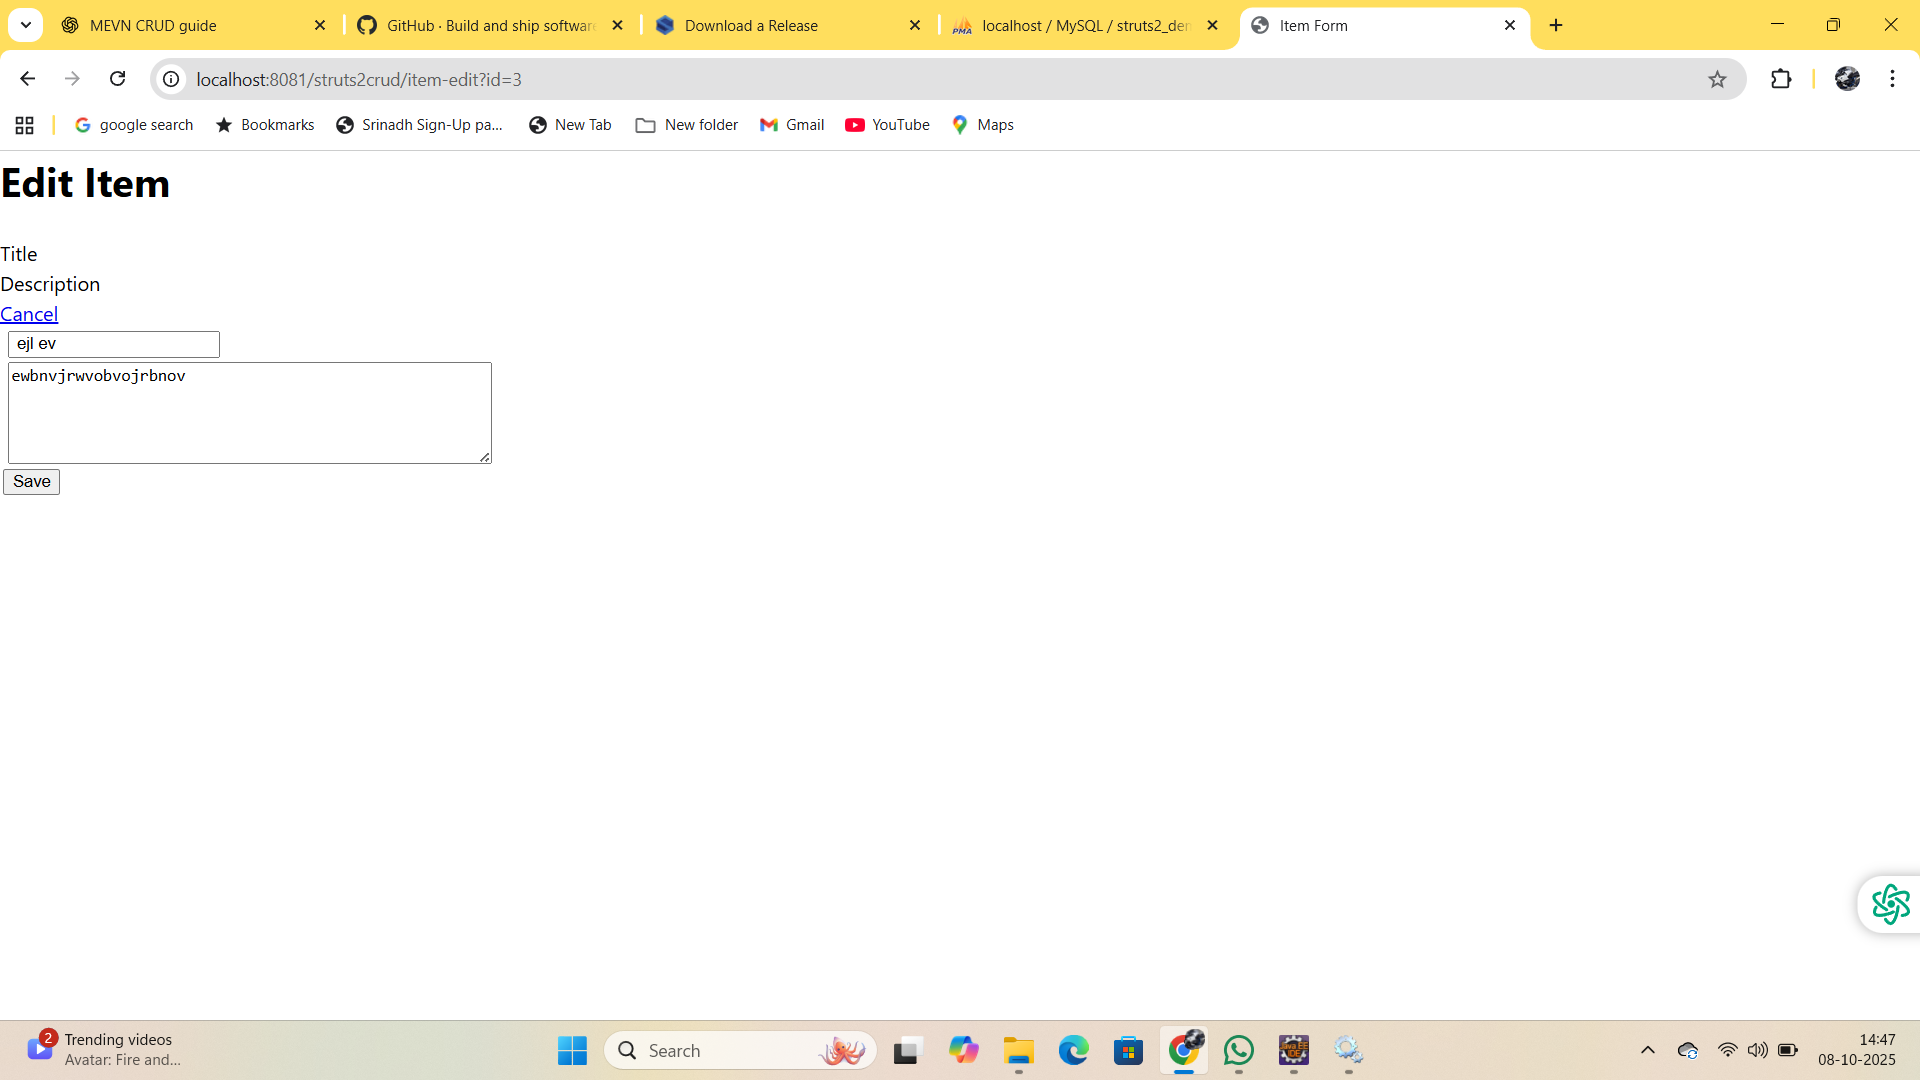 MEVN CRUD guide
GitHub · Build and ship software
Download a Release
localhost / MySQL / struts2_den
Item Form
localhost:8081/struts2crud/item-edit?id=3
google search
Bookmarks
Srinadh Sign-Up pa...
New Tab
New folder
Gmail
YouTube
Maps
Edit Item
Title
Description
Cancel
ejl ev
ewbnvjrwvobvojrbnov
Save
2
Trending videos
Avatar: Fire and...
Search
14:47
08-10-2025